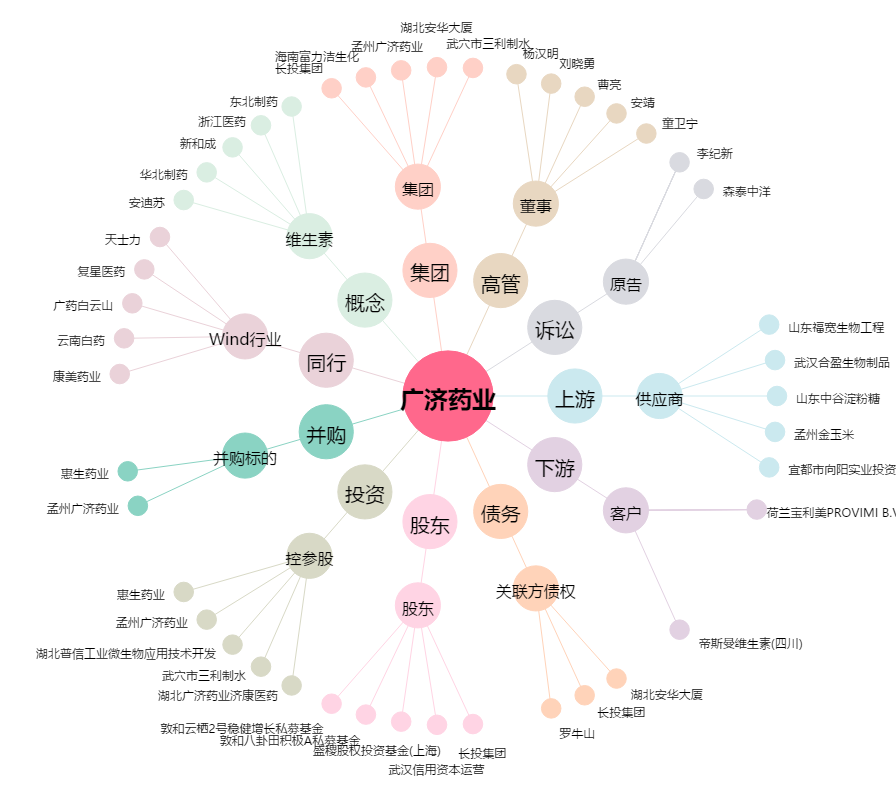 湖北安华大厦
孟州广济药业
武穴市三利制水
海南富力洁生化
长投集团
杨汉明
刘晓勇
曹亮
安靖
童卫宁
李纪新
森泰中洋
东北制药
浙江医药
新和成
华北制药
安迪苏
集团
董事
维生素
集团
高管
原告
概念
诉讼
天士力
复星医药
广药白云山
云南白药
康美药业
Wind行业
同行
广济药业
上游
供应商
山东福宽生物工程
武汉合盈生物制品
山东中谷淀粉糖
孟州金玉米
宜都市向阳实业投资
并购
并购标的
惠生药业
孟州广济药业
下游
客户
荷兰宝利美PROVIMI B.V
帝斯曼维生素(四川)
投资
股东
债务
控参股
股东
关联方债权
惠生药业
孟州广济药业
湖北普信工业微生物应用技术开发
武穴市三利制水
湖北广济药业济康医药
敦和云栖2号稳健增长私募基金
敦和八卦田积极A私募基金
盛稷股权投资基金(上海)
武汉信用资本运营
长投集团
湖北安华大厦
长投集团
罗牛山